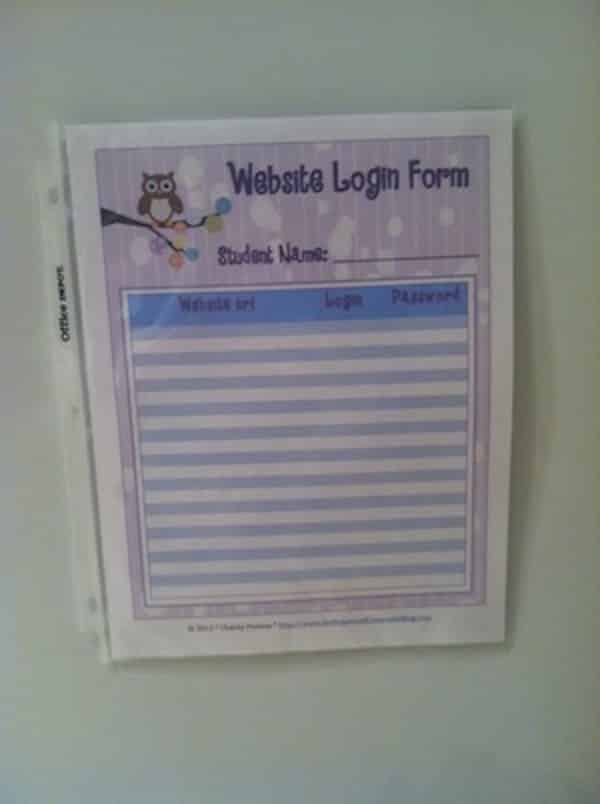 Website Login Form
Student Name:
Website url Login Password
Office DEPOT